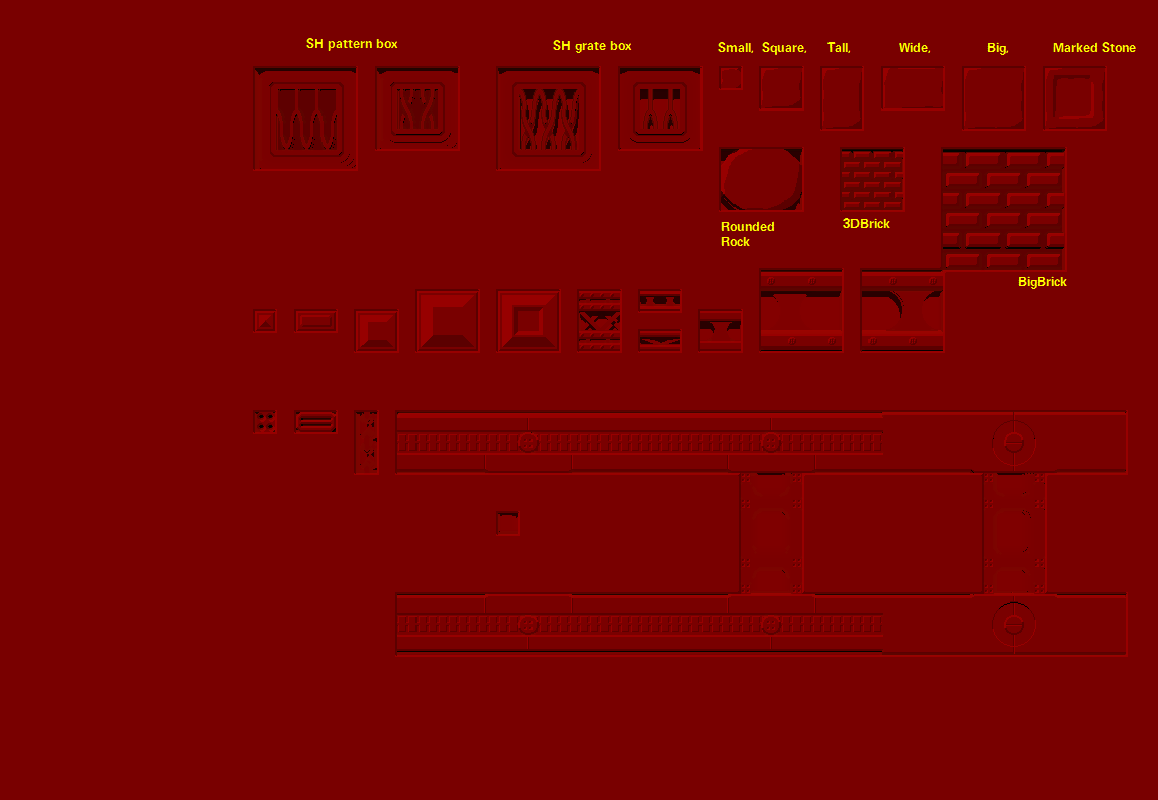 SH pattern box
SH grate box
Small, Square, Tall, Wide, Big, Marked Stone
Rounded
Rock
3DBrick
BigBrick